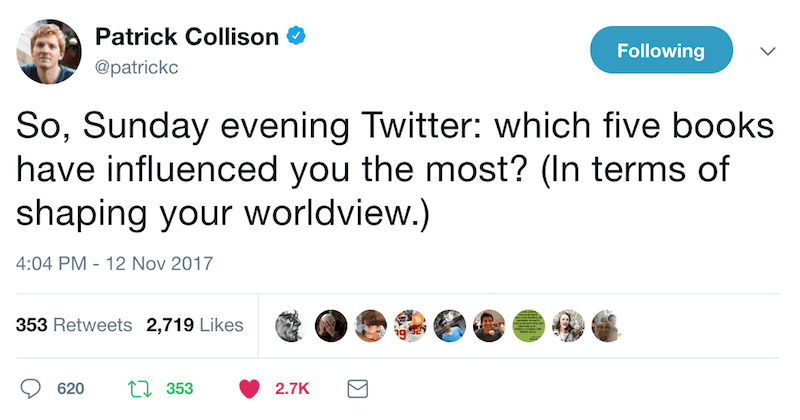 Patrick Collison
@patrickc
Following
So, Sunday evening Twitter: which five books
have influenced you the most? (In terms of
shaping your worldview.)
4:04 PM - 12 Nov 2017
353 Retweets 2,719 Likes
620 353 2.7K